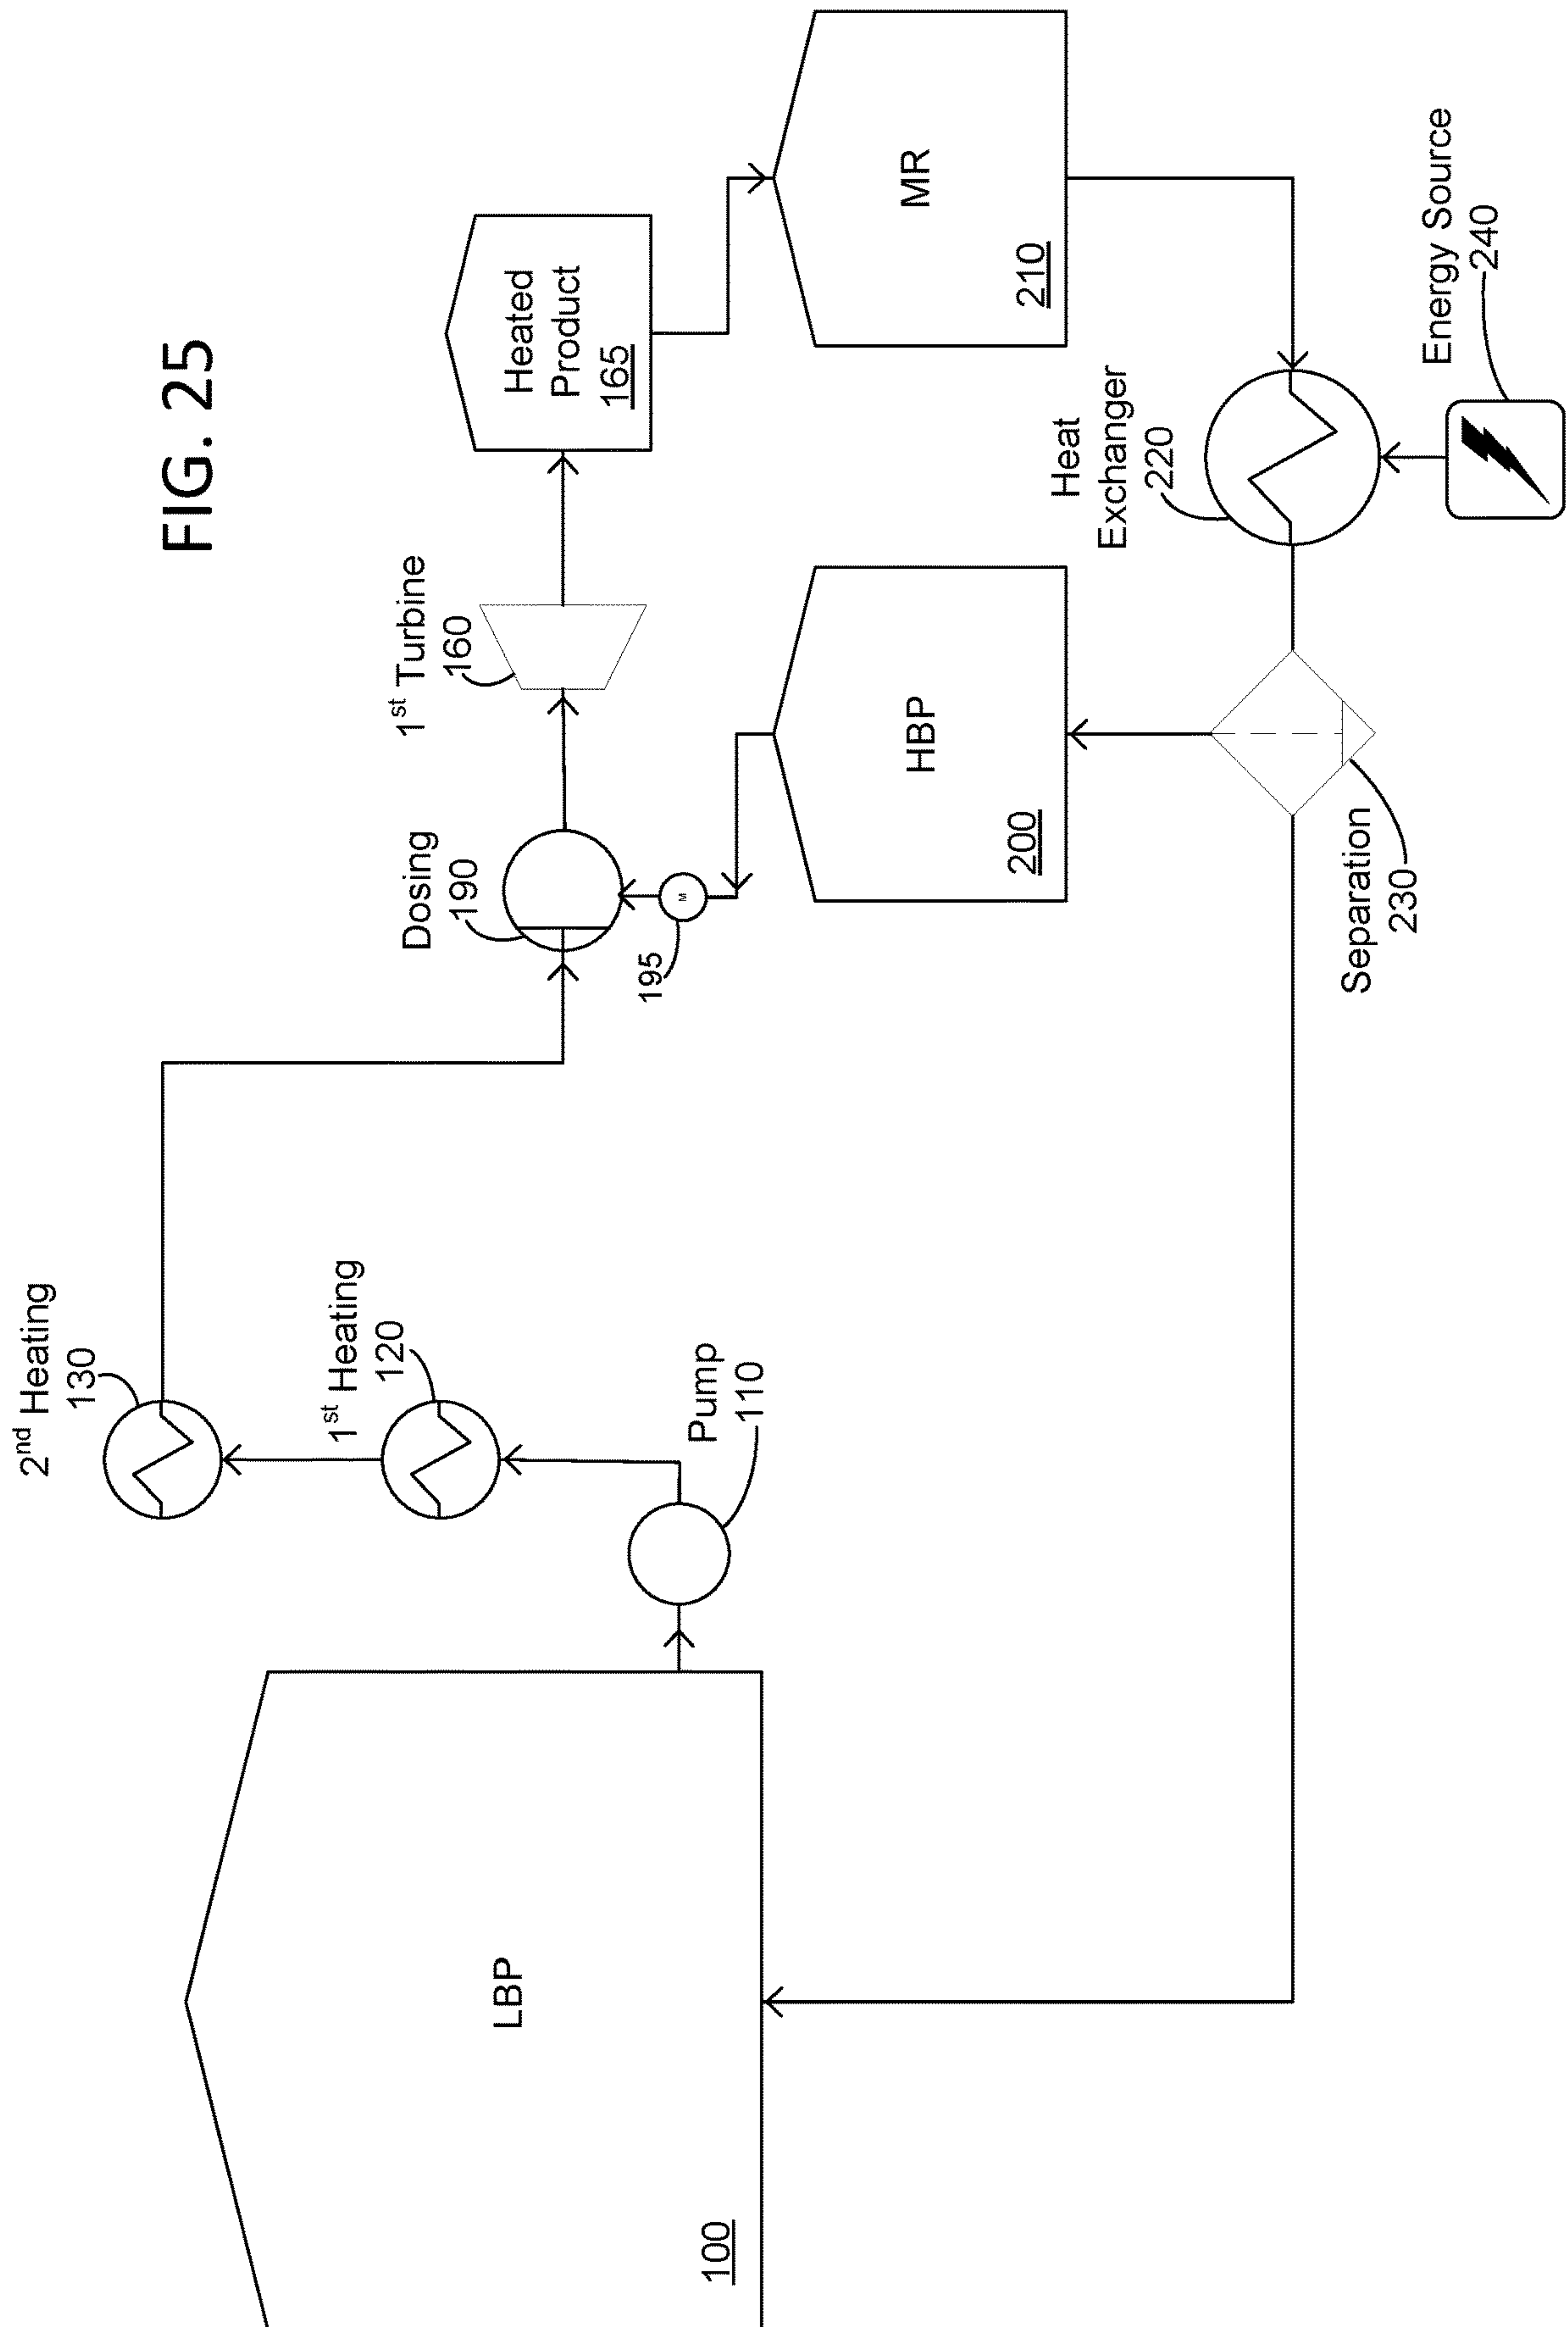 FIG. 25
2nd Heating
130
1st Heating
120
Pump
110
LBP
100
Dosing
190
195
M
1st Turbine
160
Heated
Product
165
HBP
200
MR
210
Heat
Exchanger
220
Separation
230
Energy Source
240